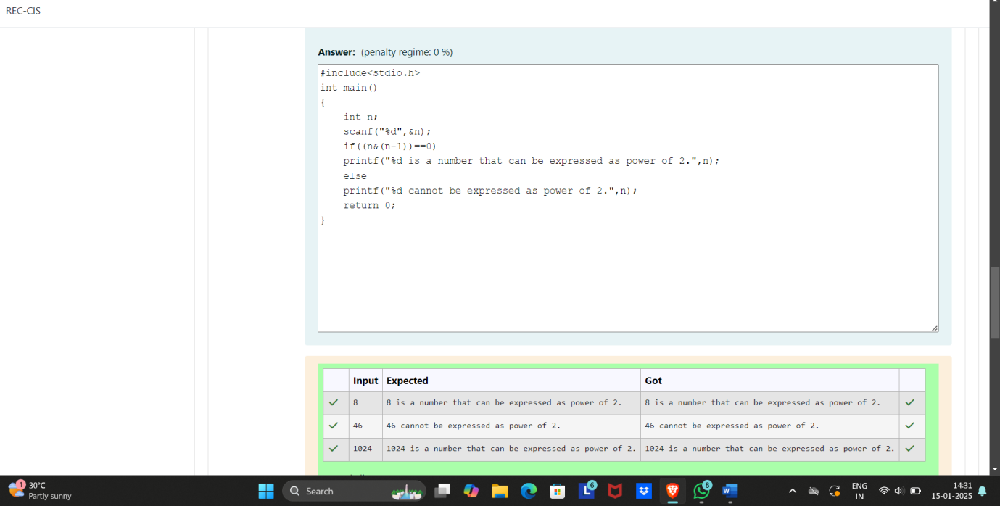 REC-CIS
Answer: (penalty regime: 0 %)
#include<stdio.h>
int main()
{
    int n;
    scanf("%d",&n);
    if((n&(n-1))==0)
    printf("%d is a number that can be expressed as power of 2.",n);
    else
    printf("%d cannot be expressed as power of 2.",n);
    return 0;
}
Input Expected Got
8 8 is a number that can be expressed as power of 2. 8 is a number that can be expressed as power of 2.
46 46 cannot be expressed as power of 2. 46 cannot be expressed as power of 2.
1024 1024 is a number that can be expressed as power of 2. 1024 is a number that can be expressed as power of 2.
1 30°C
Partly sunny
Search
L 6
8
W
ENG
IN
14:31
15-01-2025